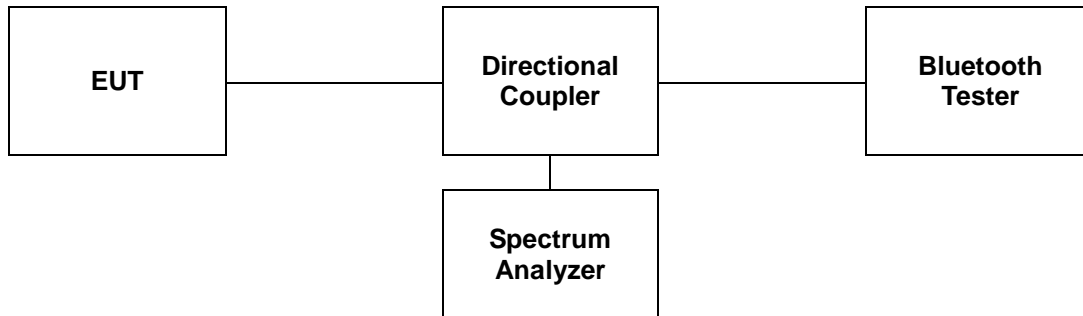 EUT
Directional
Coupler
Bluetooth
Tester
Spectrum
Analyzer